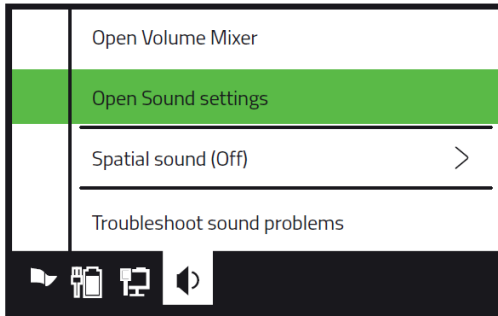 Open Volume Mixer
Open Sound settings
Spatial sound (Off)
Troubleshoot sound problems